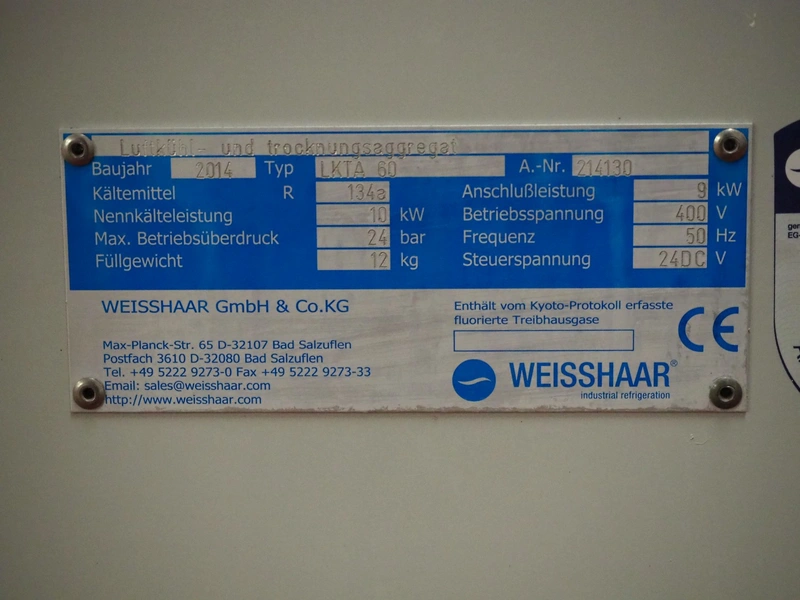 Luftkühl- und trocknungsaggregat
Baujahr 2014 Typ LKTA 60 A.-Nr. 214130
Kältemittel R 134a Anschlußleistung 9 kW
Nennkälteleistung 10 kW Betriebsspannung 400 V
Max. Betriebsüberdruck 24 bar Frequenz 50 Hz
Füllgewicht 12 kg Steuerspannung 24DC V
WEISSHAAR GmbH & Co.KG
Max-Planck-Str. 65 D-32107 Bad Salzuflen
Postfach 3610 D-32080 Bad Salzuflen
Tel. +49 5222 9273-0 Fax +49 5222 9273-33
Email: sales@weisshaar.com
http://www.weisshaar.com
Enthält vom Kyoto-Protokoll erfasste
fluorierte Treibhausgase
CE
WEISSHAAR®
industrial refrigeration